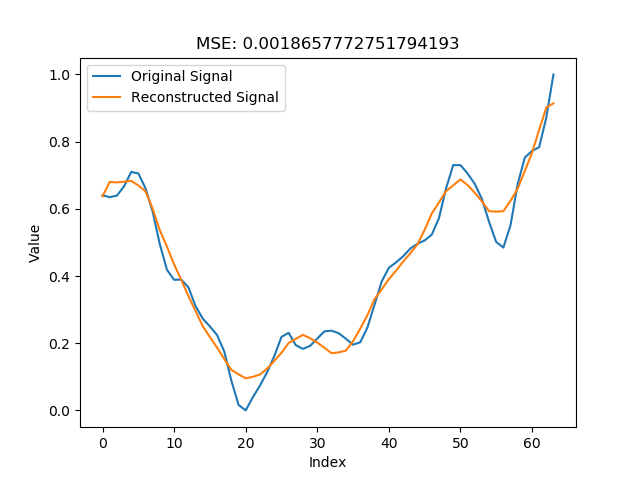 MSE: 0.0018657772751794193
Original Signal
Reconstructed Signal
Value
1.0
0.8
0.6
0.4
0.2
0.0
0 10 20 30 40 50 60
Index